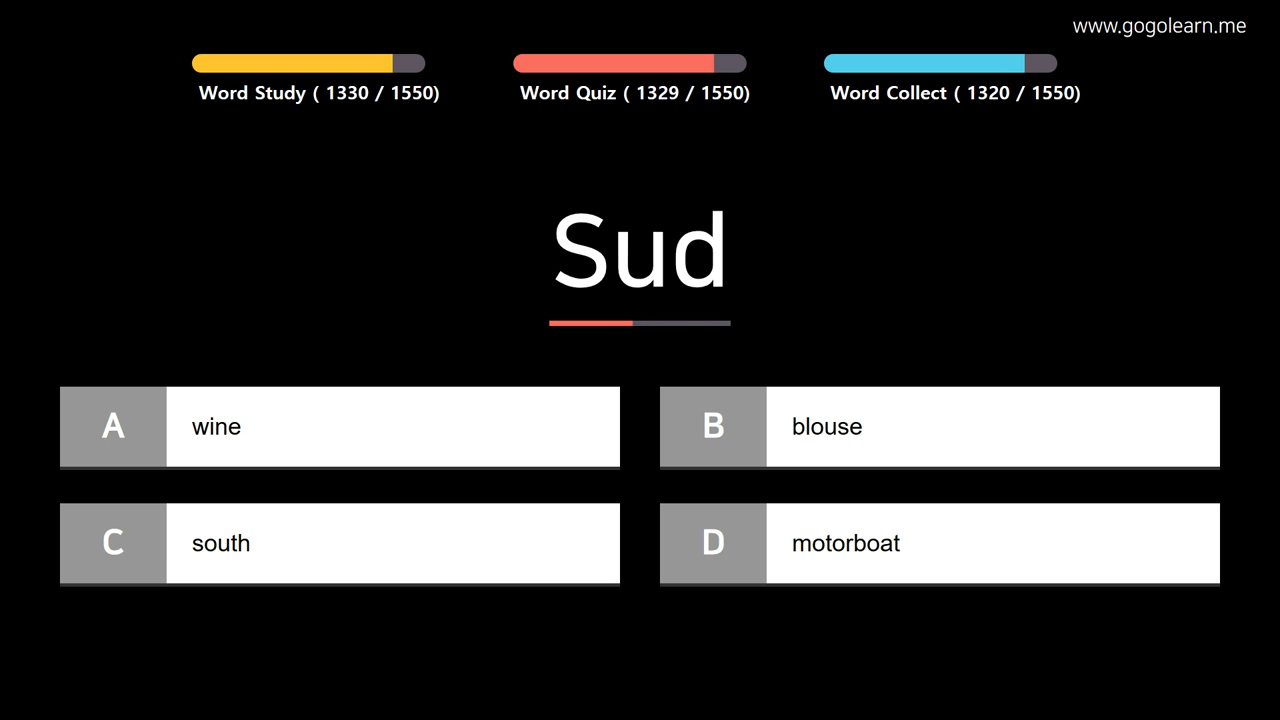 www.gogolearn.me
Word Study ( 1330 / 1550)
Word Quiz ( 1329 / 1550)
Word Collect ( 1320 / 1550)
Sud
A wine
B blouse
C south
D motorboat